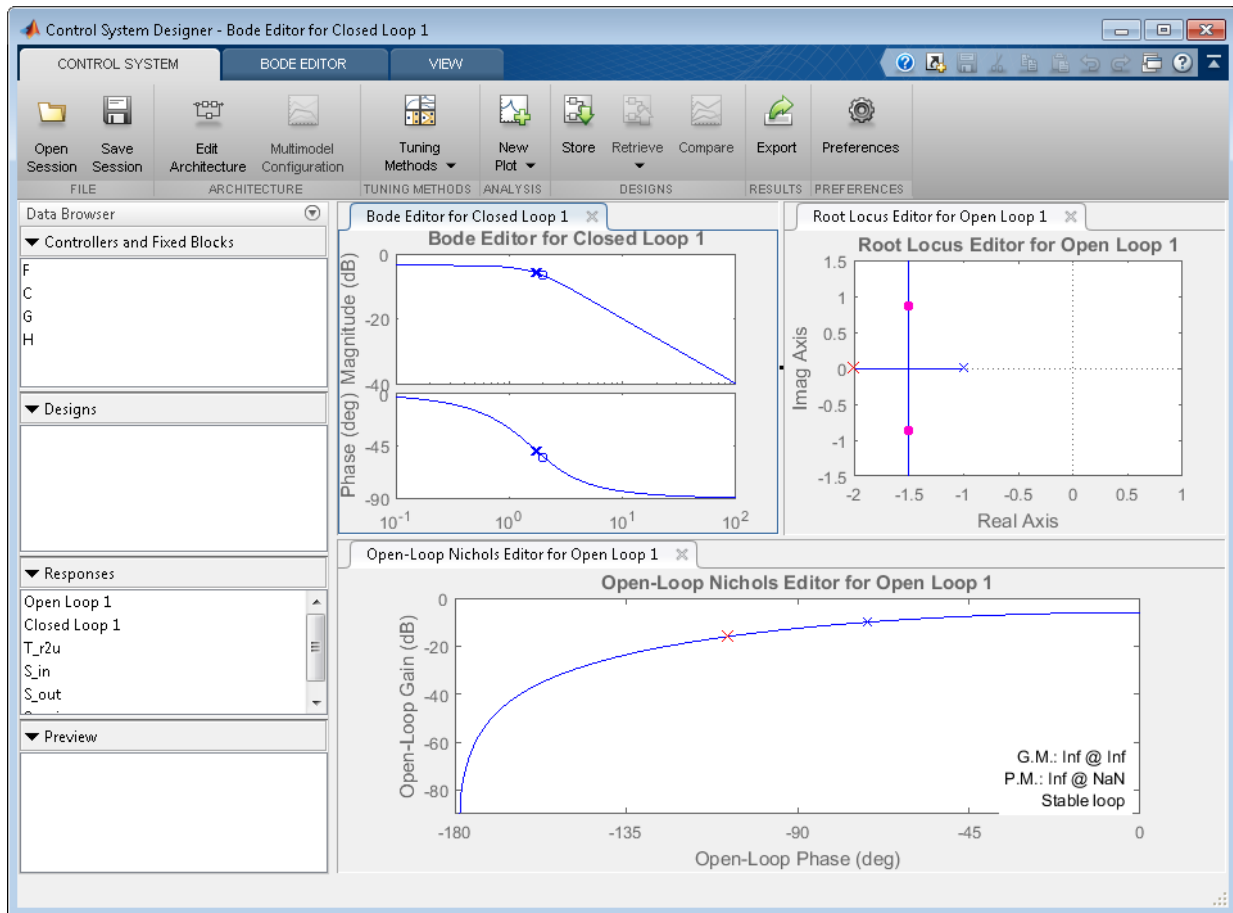 Control System Designer - Bode Editor for Closed Loop 1
CONTROL SYSTEM
BODE EDITOR
VIEW
Open Session
Save Session
Edit Architecture
Multimodel Configuration
Tuning Methods
New Plot
Store
Retrieve
Compare
Export
Preferences
FILE
ARCHITECTURE
TUNING METHODS
ANALYSIS
DESIGNS
RESULTS
PREFERENCES
Data Browser
Controllers and Fixed Blocks
F
C
G
H
Designs
Responses
Open Loop 1
Closed Loop 1
T_r2u
S_in
S_out
Preview
Bode Editor for Closed Loop 1
Bode Editor for Closed Loop 1
Magnitude (dB)
0
-20
-40
Phase (deg)
0
-45
-90
10^-1
10^0
10^1
10^2
Root Locus Editor for Open Loop 1
Root Locus Editor for Open Loop 1
Imag Axis
1.5
1
0.5
0
-0.5
-1
-1.5
-2
-1.5
-1
-0.5
0
0.5
1
Real Axis
Open-Loop Nichols Editor for Open Loop 1
Open-Loop Nichols Editor for Open Loop 1
Open-Loop Gain (dB)
0
-20
-40
-60
-80
G.M.: Inf @ Inf
P.M.: Inf @ NaN
Stable loop
-180
-135
-90
-45
0
Open-Loop Phase (deg)